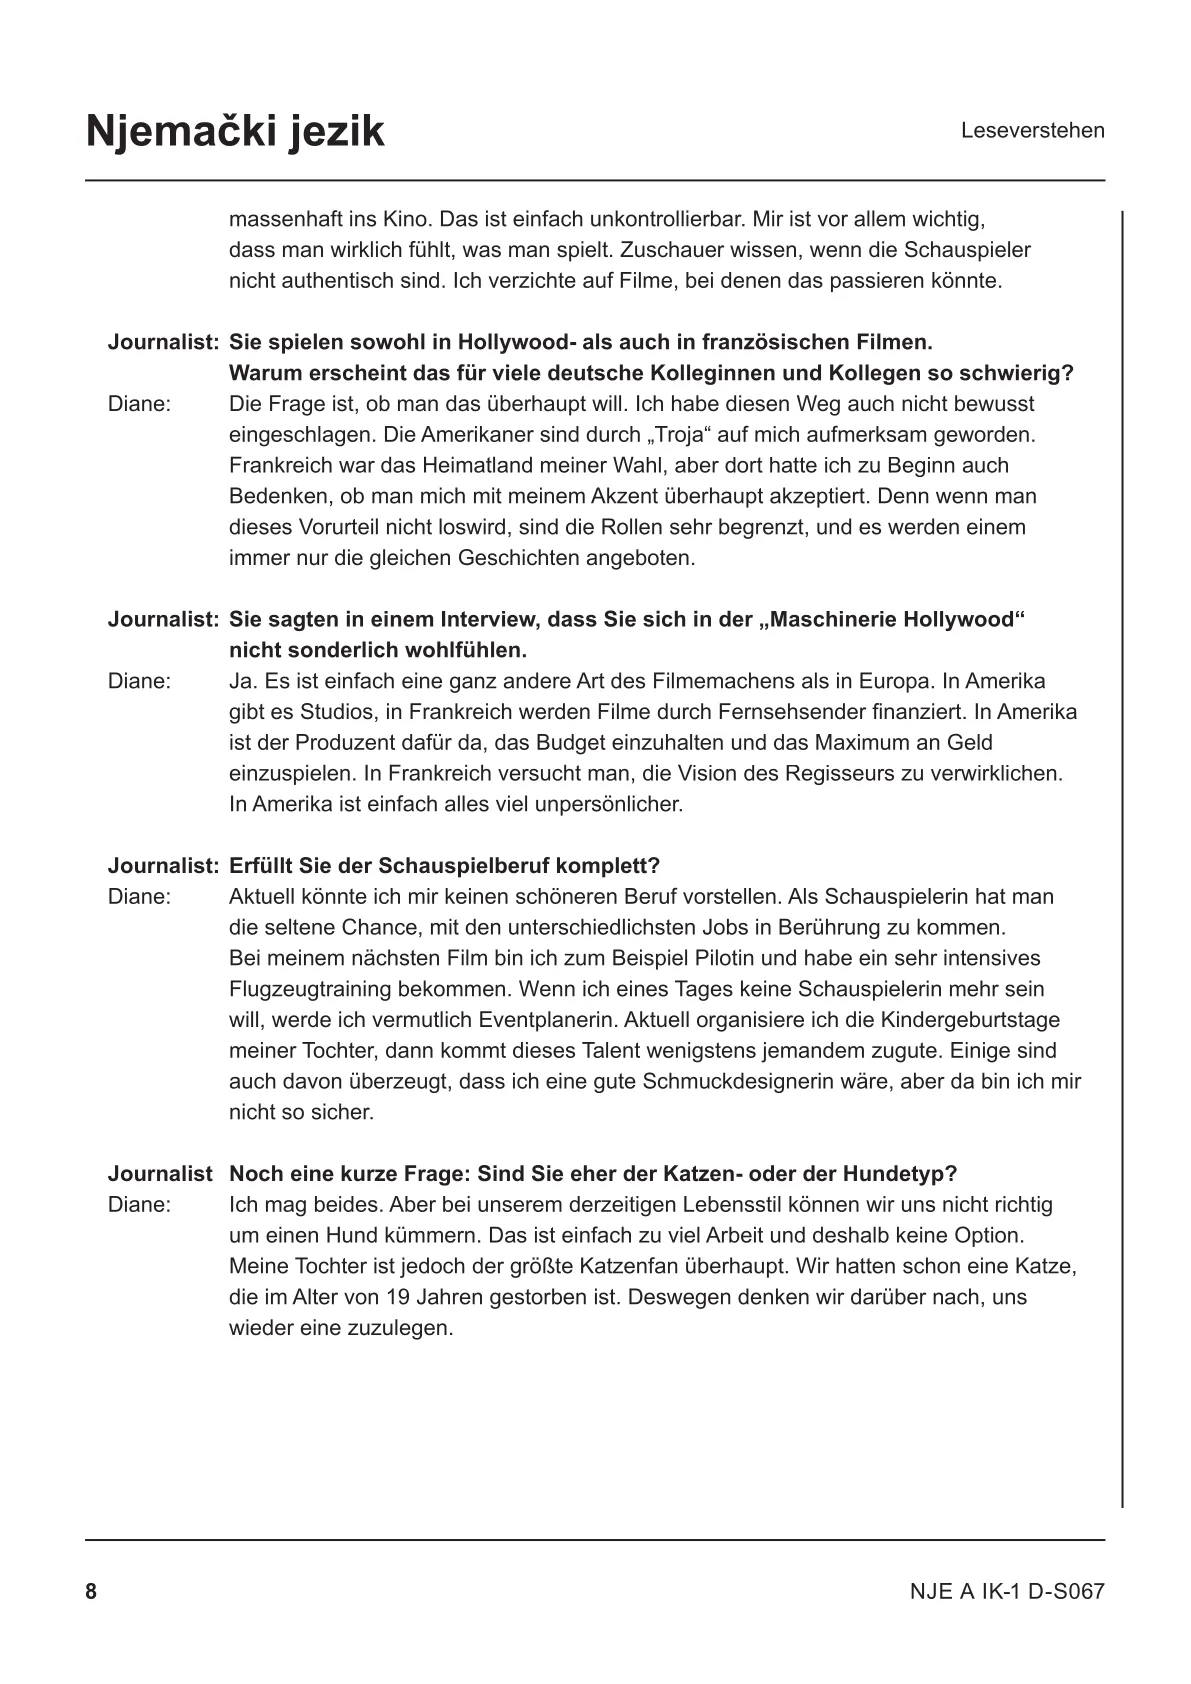 Njemački jezik
Leseverstehen
massenhaft ins Kino. Das ist einfach unkontrollierbar. Mir ist vor allem wichtig,
dass man wirklich fühlt, was man spielt. Zuschauer wissen, wenn die Schauspieler
nicht authentisch sind. Ich verzichte auf Filme, bei denen das passieren könnte.
Journalist: Sie spielen sowohl in Hollywood- als auch in französischen Filmen.
Warum erscheint das für viele deutsche Kolleginnen und Kollegen so schwierig?
Diane: Die Frage ist, ob man das überhaupt will. Ich habe diesen Weg auch nicht bewusst
eingeschlagen. Die Amerikaner sind durch „Troja“ auf mich aufmerksam geworden.
Frankreich war das Heimatland meiner Wahl, aber dort hatte ich zu Beginn auch
Bedenken, ob man mich mit meinem Akzent überhaupt akzeptiert. Denn wenn man
dieses Vorurteil nicht loswird, sind die Rollen sehr begrenzt, und es werden einem
immer nur die gleichen Geschichten angeboten.
Journalist: Sie sagten in einem Interview, dass Sie sich in der „Maschinerie Hollywood“
nicht sonderlich wohlfühlen.
Diane: Ja. Es ist einfach eine ganz andere Art des Filmemachens als in Europa. In Amerika
gibt es Studios, in Frankreich werden Filme durch Fernsehsender finanziert. In Amerika
ist der Produzent dafür da, das Budget einzuhalten und das Maximum an Geld
einzuspielen. In Frankreich versucht man, die Vision des Regisseurs zu verwirklichen.
In Amerika ist einfach alles viel unpersönlicher.
Journalist: Erfüllt Sie der Schauspielberuf komplett?
Diane: Aktuell könnte ich mir keinen schöneren Beruf vorstellen. Als Schauspielerin hat man
die seltene Chance, mit den unterschiedlichsten Jobs in Berührung zu kommen.
Bei meinem nächsten Film bin ich zum Beispiel Pilotin und habe ein sehr intensives
Flugzeugtraining bekommen. Wenn ich eines Tages keine Schauspielerin mehr sein
will, werde ich vermutlich Eventplanerin. Aktuell organisiere ich die Kindergeburtstage
meiner Tochter, dann kommt dieses Talent wenigstens jemandem zugute. Einige sind
auch davon überzeugt, dass ich eine gute Schmuckdesignerin wäre, aber da bin ich mir
nicht so sicher.
Journalist Noch eine kurze Frage: Sind Sie eher der Katzen- oder der Hundetyp?
Diane: Ich mag beides. Aber bei unserem derzeitigen Lebensstil können wir uns nicht richtig
um einen Hund kümmern. Das ist einfach zu viel Arbeit und deshalb keine Option.
Meine Tochter ist jedoch der größte Katzenfan überhaupt. Wir hatten schon eine Katze,
die im Alter von 19 Jahren gestorben ist. Deswegen denken wir darüber nach, uns
wieder eine zuzulegen.
8
NJE A IK-1 D-S067